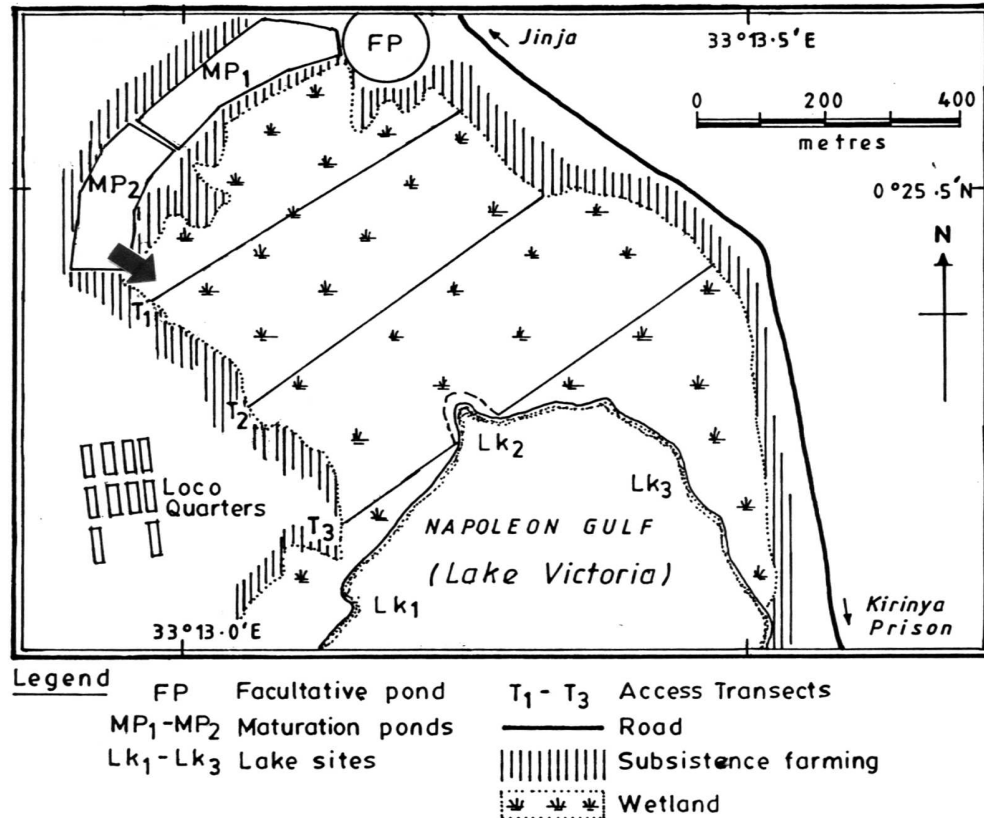 FP
Jinja
33°13.5'E
MP1
0 200 400
metres
MP2
0°25.5'N
N
T1
T2
Loco
Quarters
Lk2
Lk3
T3
NAPOLEON GULF
(Lake Victoria)
Lk1
33°13.0'E
Kirinya
Prison
Legend
FP Facultative pond
MP1-MP2 Maturation ponds
Lk1-Lk3 Lake sites
T1-T3 Access Transects
Road
Subsistence farming
Wetland